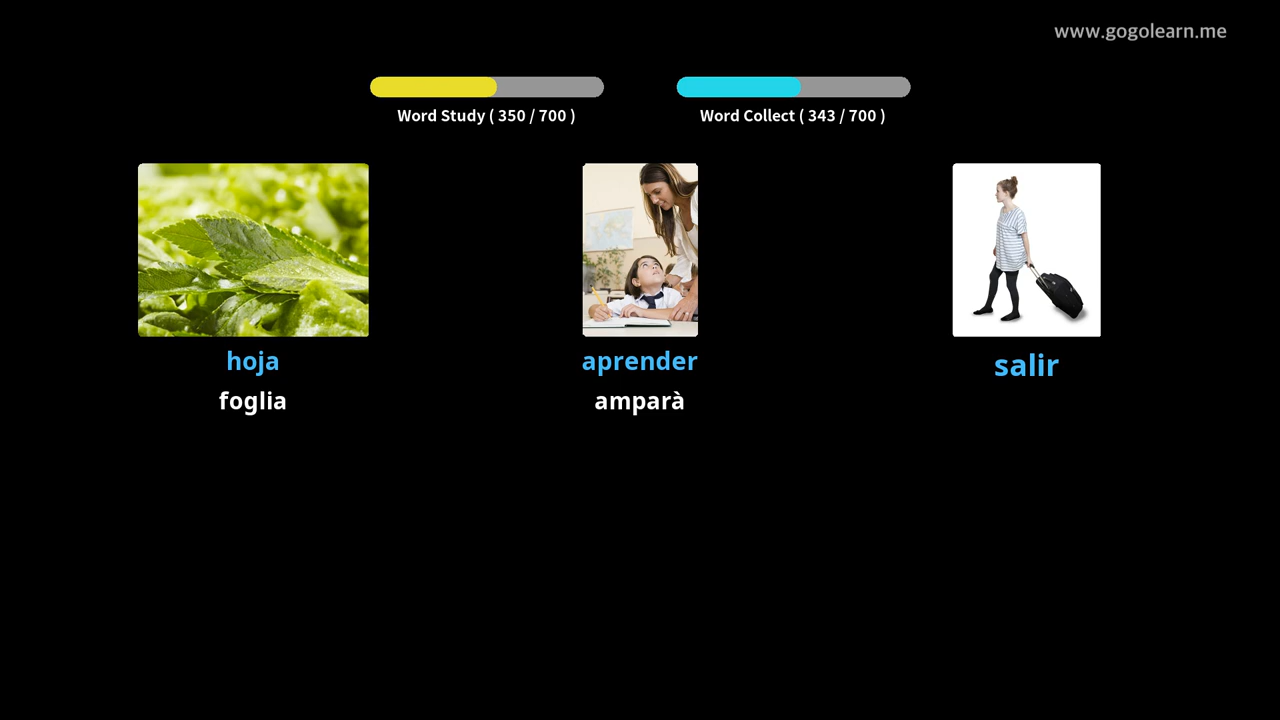 www.gogolearn.me
Word Study ( 350 / 700 )
Word Collect ( 343 / 700 )
hoja
aprender
salir
foglia
amparà